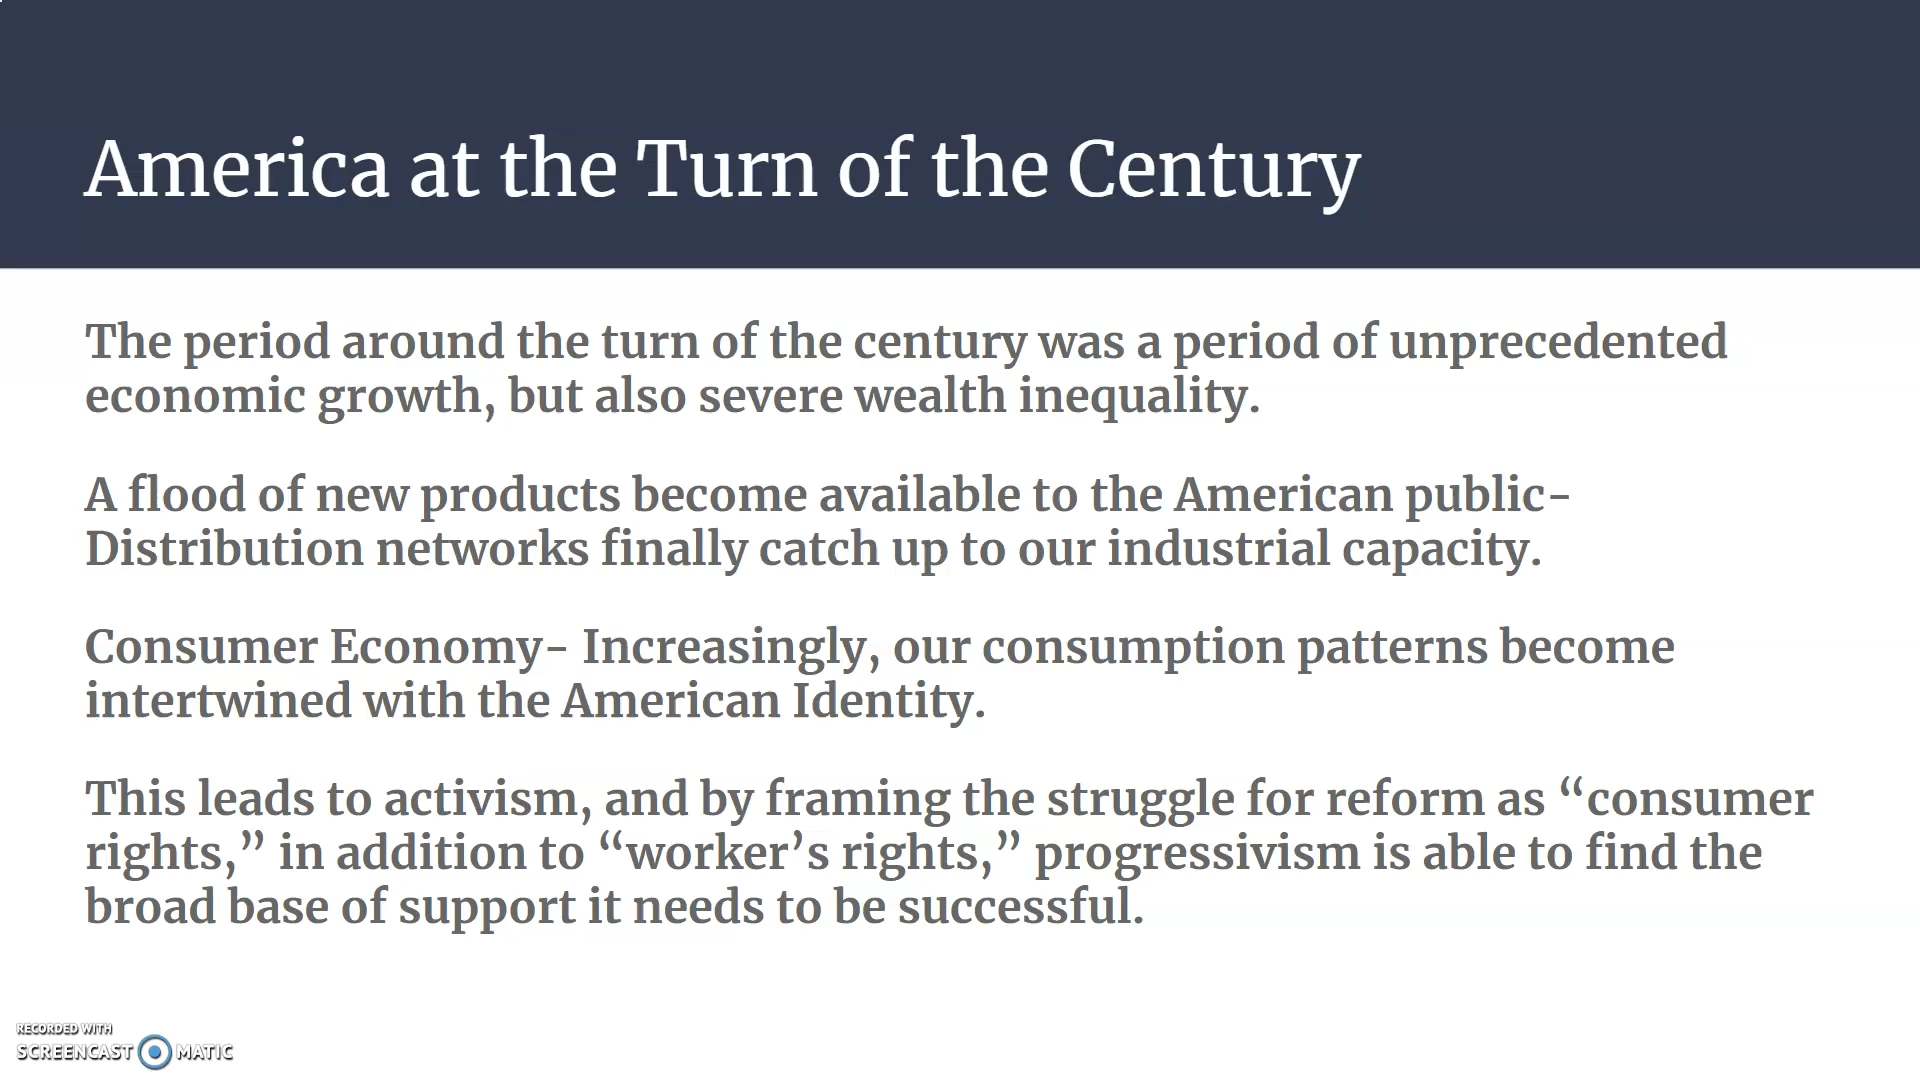 America at the Turn of the Century
The period around the turn of the century was a period of unprecedented
economic growth, but also severe wealth inequality.
A flood of new products become available to the American public-
Distribution networks finally catch up to our industrial capacity.
Consumer Economy- Increasingly, our consumption patterns become
intertwined with the American Identity.
This leads to activism, and by framing the struggle for reform as “consumer
rights,” in addition to “worker’s rights,” progressivism is able to find the
broad base of support it needs to be successful.
RECORDED WITH
SCREENCAST MATIC